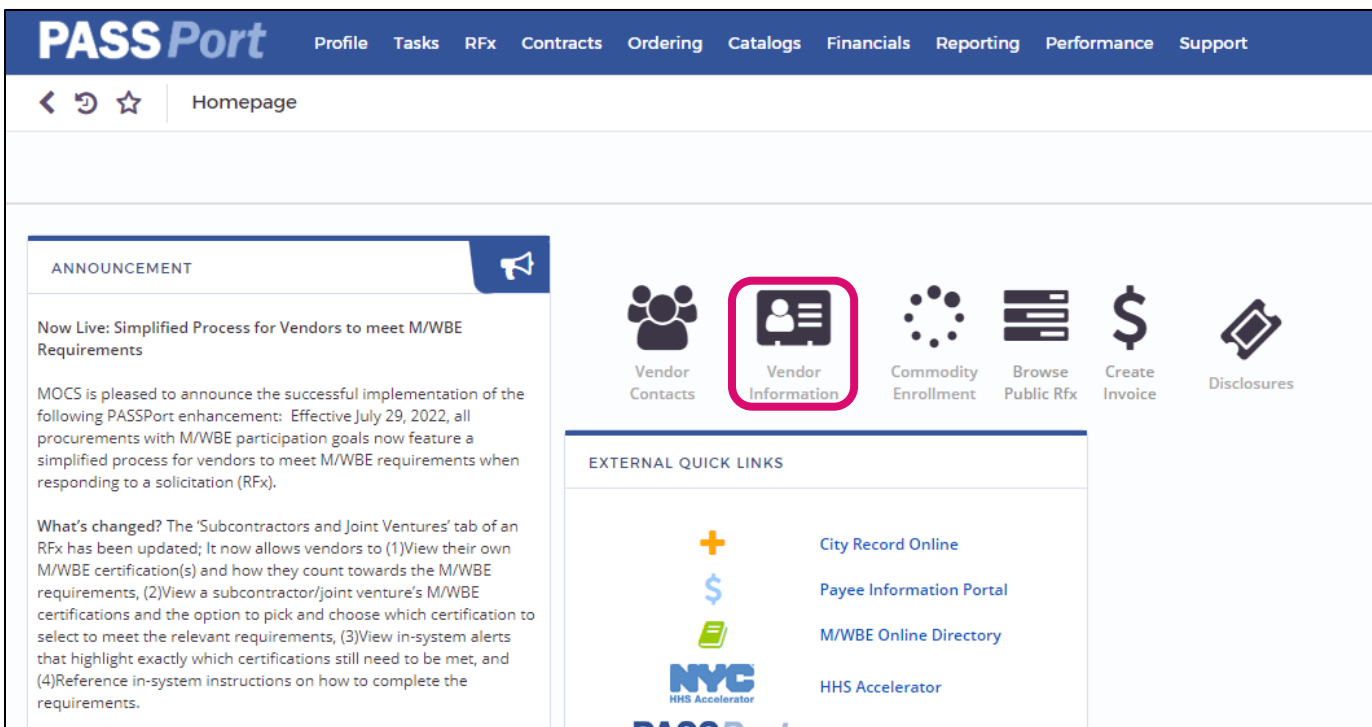 PASSPort Profile Tasks RFx Contracts Ordering Catalogs Financials Reporting Performance Support
Homepage
ANNOUNCEMENT
Now Live: Simplified Process for Vendors to meet M/WBE
Requirements
MOCS is pleased to announce the successful implementation of the
following PASSPort enhancement: Effective July 29, 2022, all
procurements with M/WBE participation goals now feature a
simplified process for vendors to meet M/WBE requirements when
responding to a solicitation (RFx).
What's changed? The 'Subcontractors and Joint Ventures' tab of an
RFx has been updated; It now allows vendors to (1)View their own
M/WBE certification(s) and how they count towards the M/WBE
requirements, (2)View a subcontractor/joint venture's M/WBE
certifications and the option to pick and choose which certification to
select to meet the relevant requirements, (3)View in-system alerts
that highlight exactly which certifications still need to be met, and
(4)Reference in-system instructions on how to complete the
requirements.
Vendor
Contacts
Vendor
Information
Commodity
Enrollment
Browse
Public Rfx
Create
Invoice
Disclosures
EXTERNAL QUICK LINKS
City Record Online
Payee Information Portal
M/WBE Online Directory
NYC
HHS Accelerator
HHS Accelerator
PASSPort